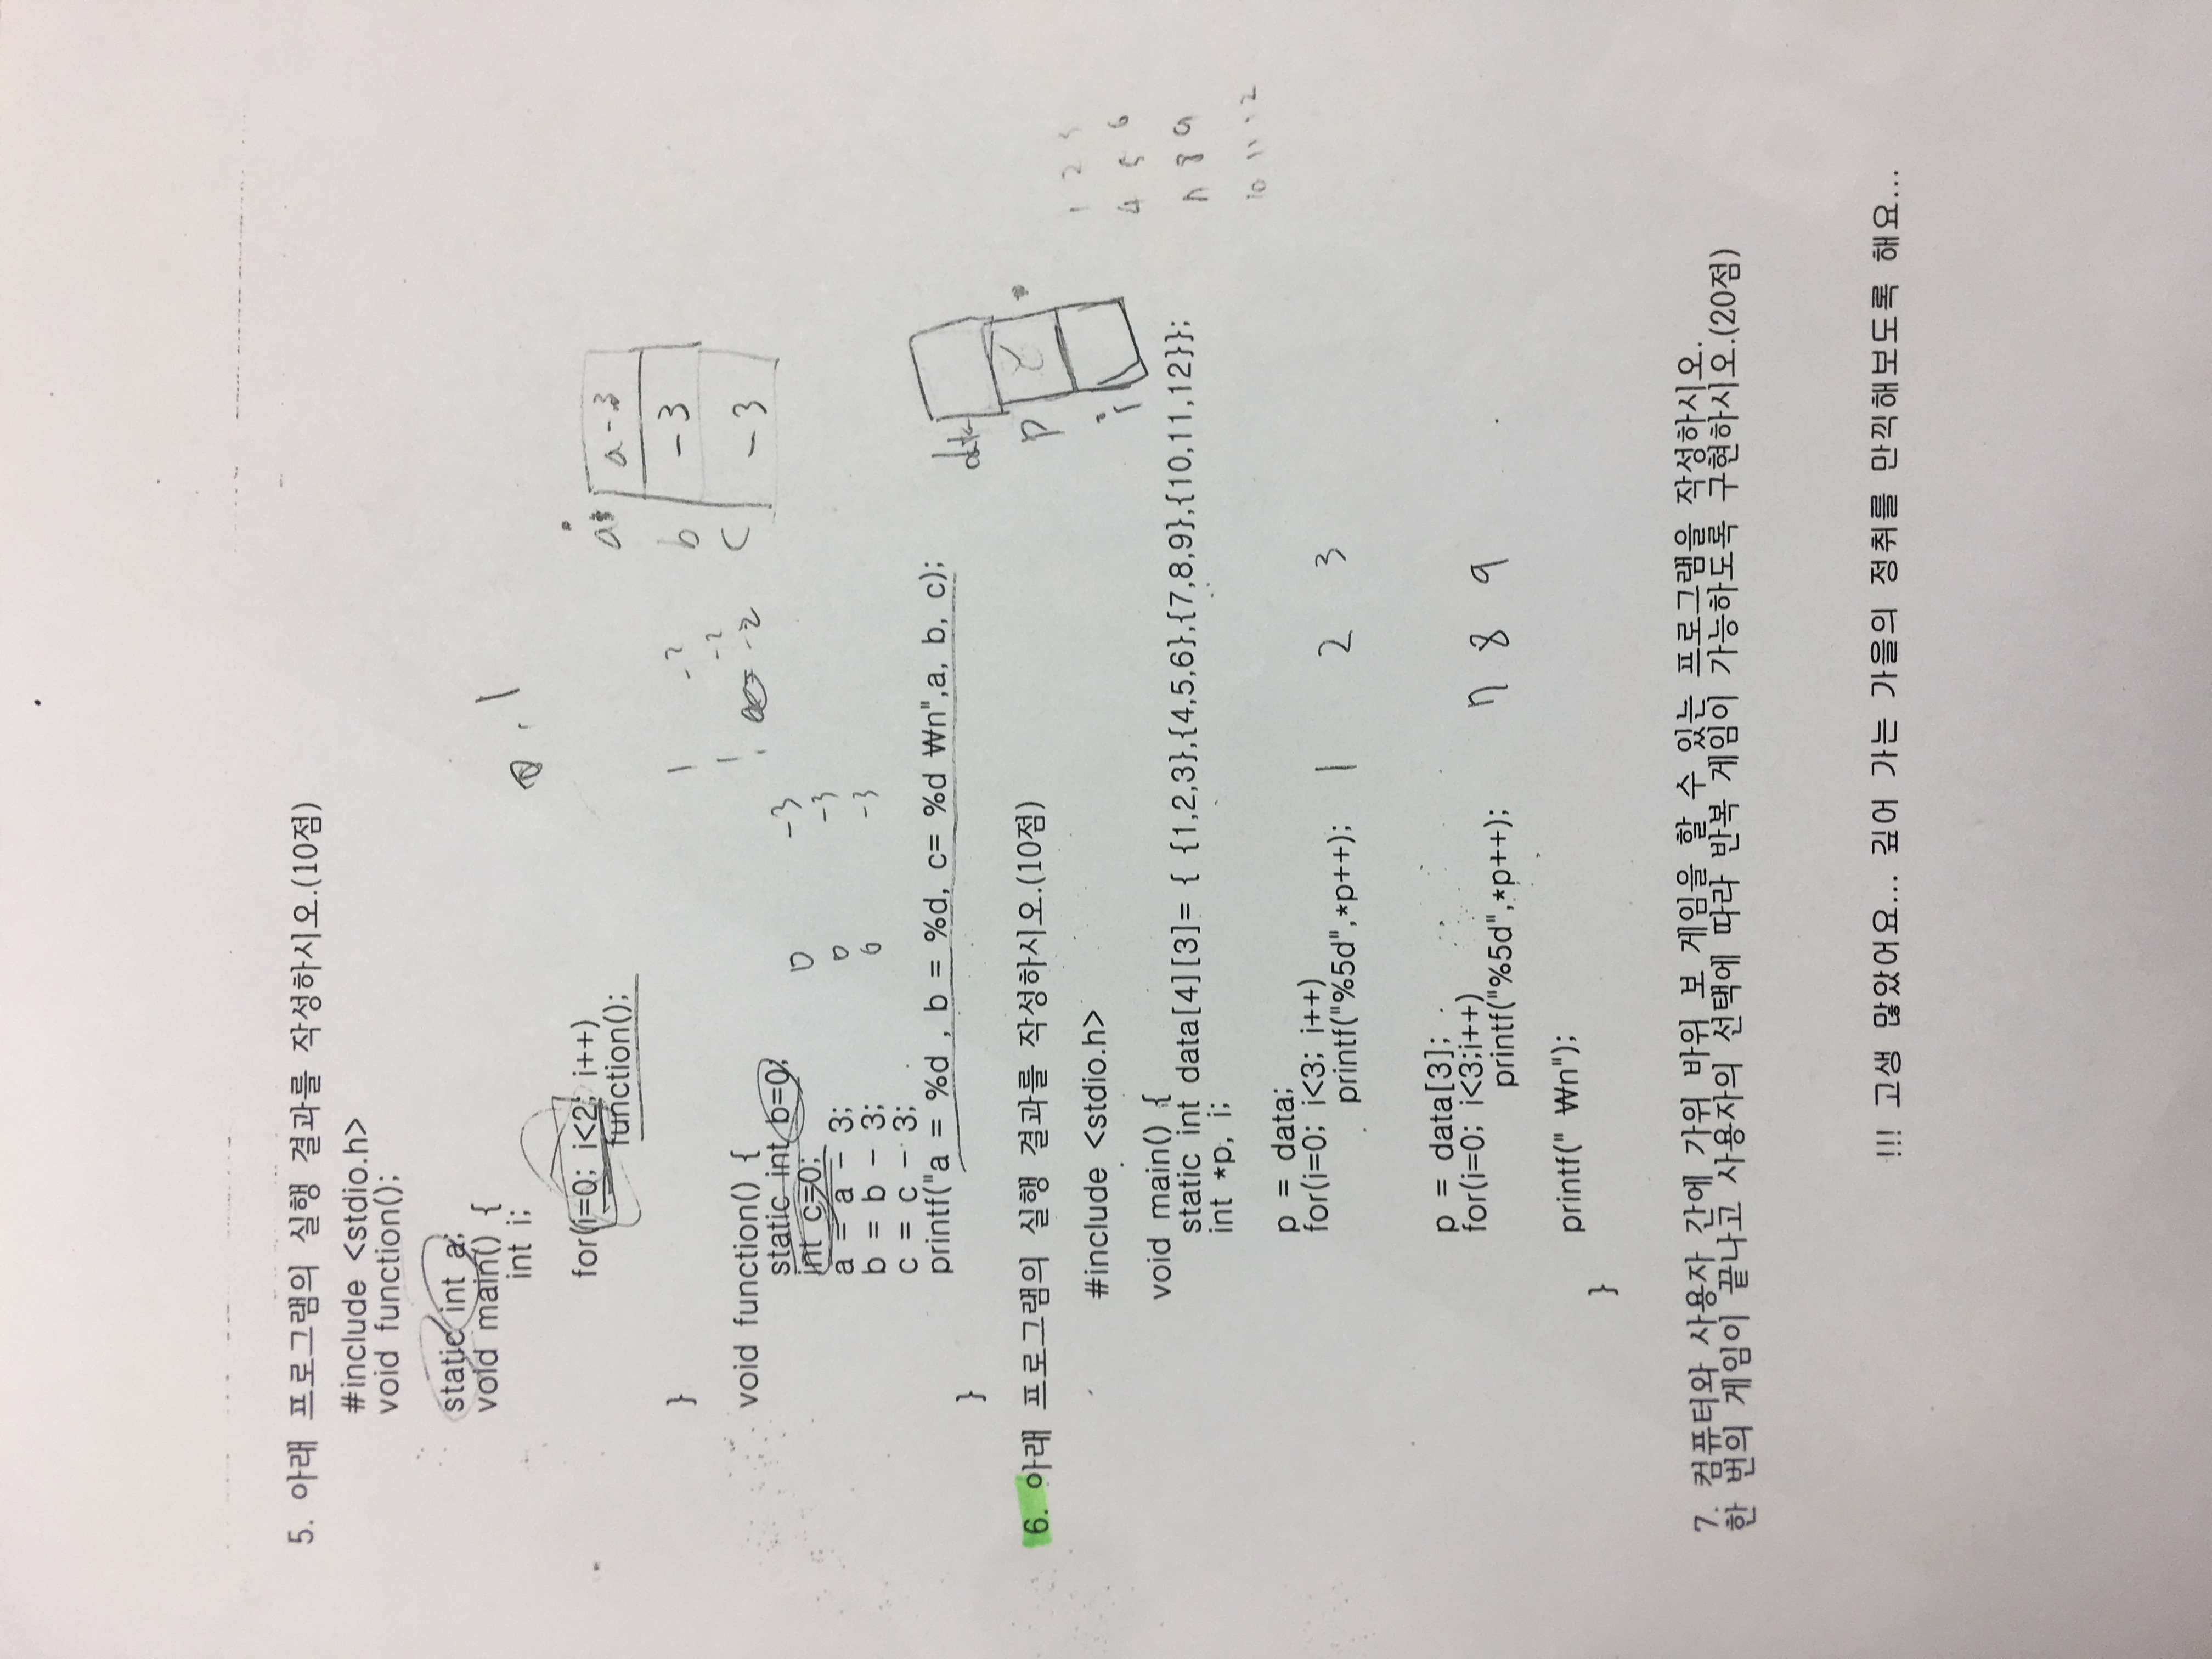 5. 아래 프로그램의 실행 결과를 작성하시오.(10점)
#include <stdio.h>
void function();
static int a;
void main() {
int i;
0, 1
for(i=0; i<2; i++)
function();
a a-3
}
1 -2 b -3
void function() {
1 -2 c -3
static int b=0;
int c=0; 0 -3
a = a - 3; 0 -3
b = b - 3; 0 -3
c = c - 3;
printf("a = %d , b = %d, c= %d ₩n",a, b, c);
}
data
p
i
6. 아래 프로그램의 실행 결과를 작성하시오.(10점)
#include <stdio.h>
1 2 3
4 5 6
7 8 9
10 11 12
void main() {
static int data[4][3]= { {1,2,3},{4,5,6},{7,8,9},{10,11,12}};
int *p, i;
p = data;
for(i=0; i<3; i++)
printf("%5d",*p++); 1 2 3
p = data[3];
for(i=0; i<3;i++)
printf("%5d",*p++); 7 8 9
printf(" ₩n");
}
7. 컴퓨터와 사용자 간에 가위 바위 보 게임을 할 수 있는 프로그램을 작성하시오.
한 번의 게임이 끝나고 사용자의 선택에 따라 반복 게임이 가능하도록 구현하시오.(20점)
!!! 고생 많았어요... 깊어 가는 가을의 정취를 만끽해보도록 해요...